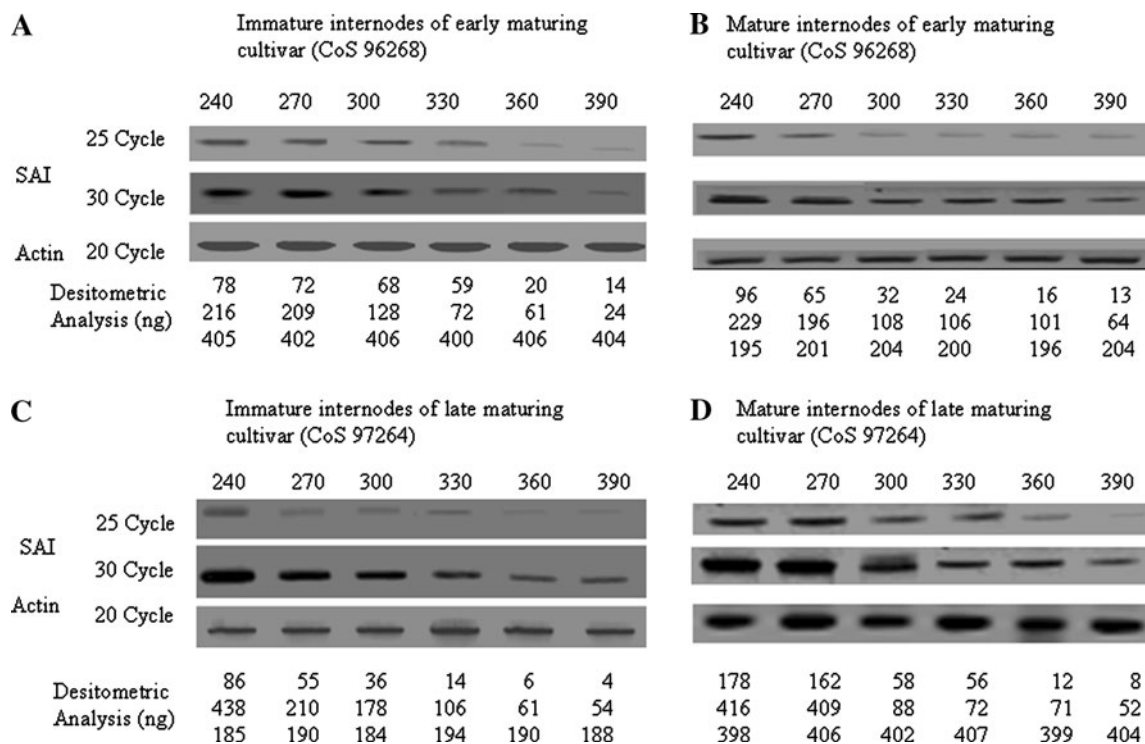 A
Immature internodes of early maturing
cultivar (CoS 96268)
240 270 300 330 360 390
25 Cycle
SAI
30 Cycle
Actin 20 Cycle
Desitometric
Analysis (ng)
78 72 68 59 20 14
216 209 128 72 61 24
405 402 406 400 406 404
B
Mature internodes of early maturing
cultivar (CoS 96268)
240 270 300 330 360 390
96 65 32 24 16 13
229 196 108 106 101 64
195 201 204 200 196 204
C
Immature internodes of late maturing
cultivar (CoS 97264)
240 270 300 330 360 390
25 Cycle
SAI
30 Cycle
Actin
20 Cycle
Desitometric
Analysis (ng)
86 55 36 14 6 4
438 210 178 106 61 54
185 190 184 194 190 188
D
Mature internodes of late maturing
cultivar (CoS 97264)
240 270 300 330 360 390
178 162 58 56 12 8
416 409 88 72 71 52
398 406 402 407 399 404